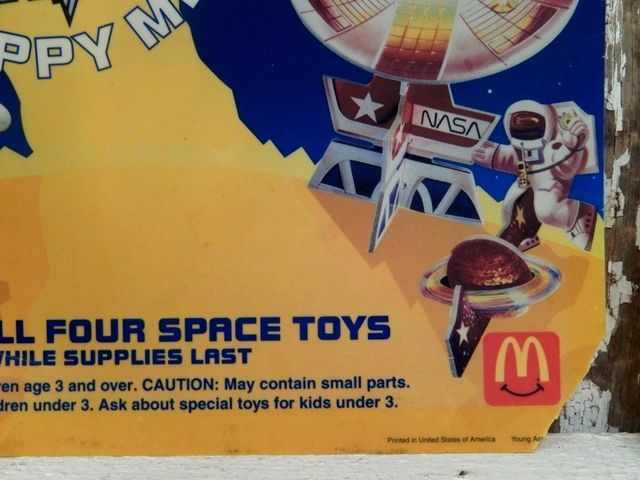 PPY M
NASA
LL FOUR SPACE TOYS
WHILE SUPPLIES LAST
ren age 3 and over. CAUTION: May contain small parts.
dren under 3. Ask about special toys for kids under 3.
Printed in United States of America Young